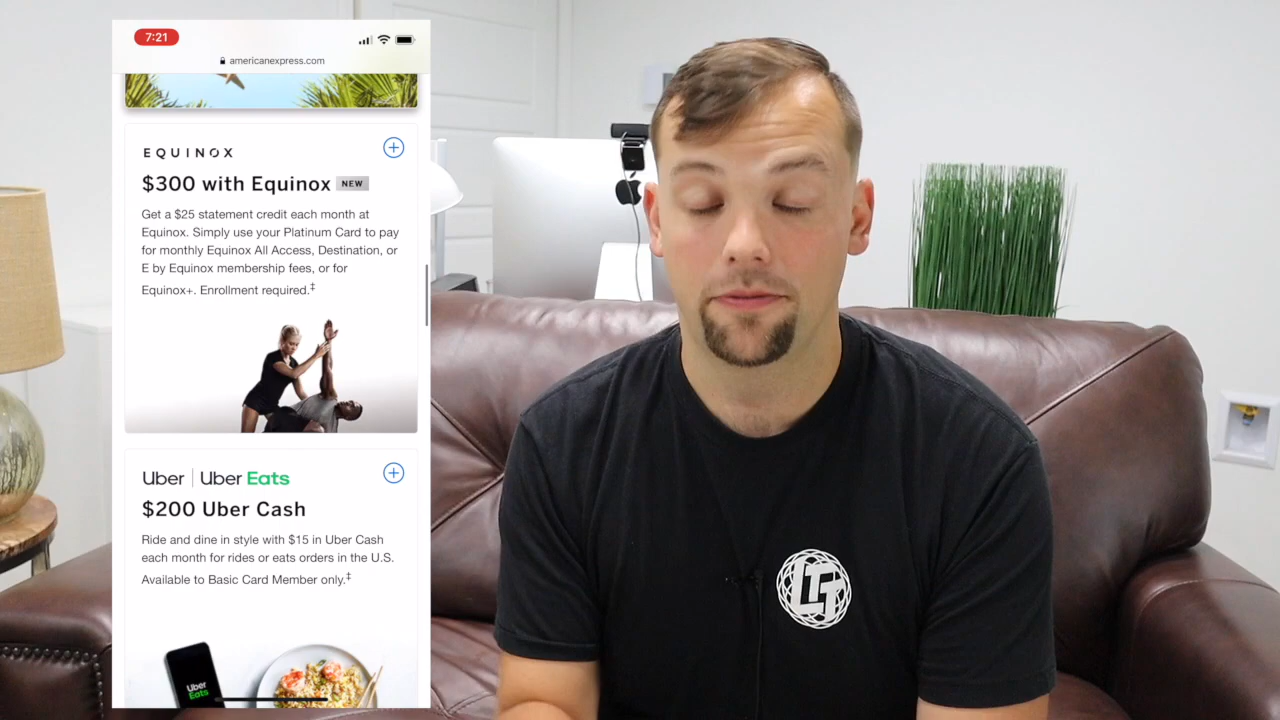 7:21
americanexpress.com
EQUINOX
$300 with Equinox NEW
Get a $25 statement credit each month at
Equinox. Simply use your Platinum Card to pay
for monthly Equinox All Access, Destination, or
E by Equinox membership fees, or for
Equinox+. Enrollment required.‡
Uber | Uber Eats
$200 Uber Cash
Ride and dine in style with $15 in Uber Cash
each month for rides or eats orders in the U.S.
Available to Basic Card Member only.‡
Uber
Eats
LTT